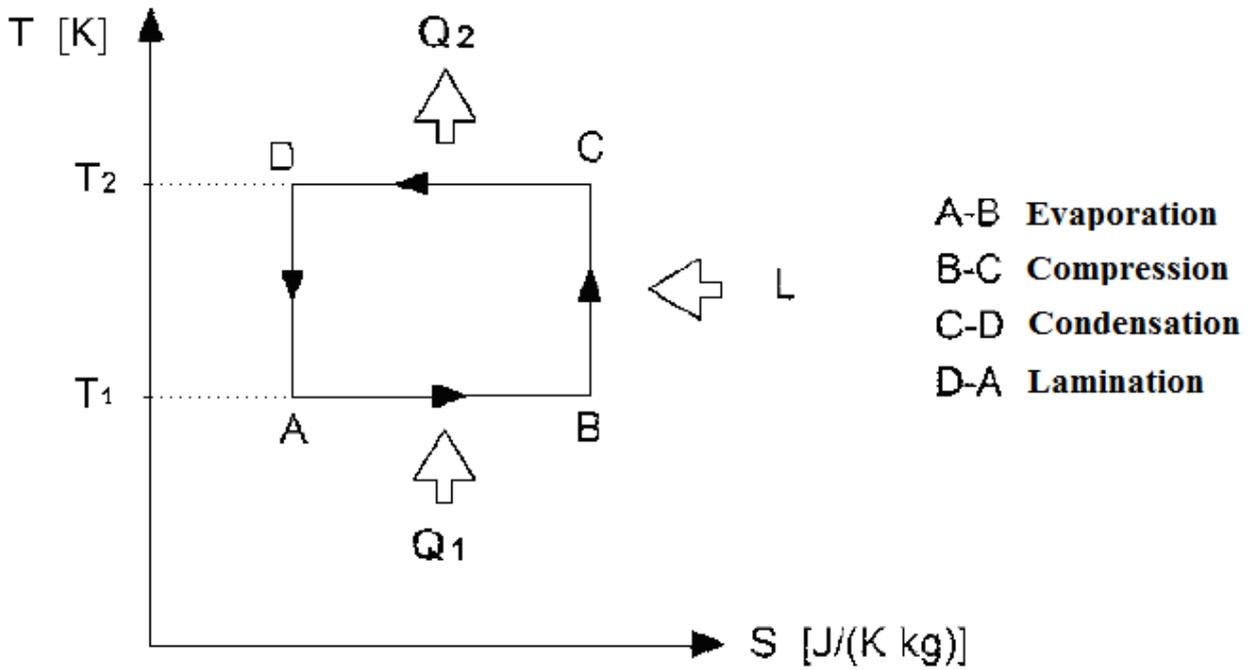 T [K]
Q2
D
C
T2
A-B Evaporation
B-C Compression
L
C-D Condensation
T1
D-A Lamination
A
B
Q1
S [J/(K kg)]